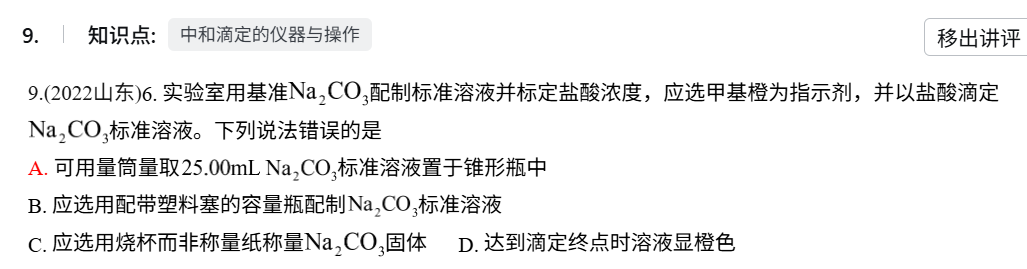 9. 知识点: 中和滴定的仪器与操作 移出讲评
9.(2022山东)6. 实验室用基准Na₂CO₃配制标准溶液并标定盐酸浓度，应选甲基橙为指示剂，并以盐酸滴定
Na₂CO₃标准溶液。下列说法错误的是
A. 可用量筒量取25.00mL Na₂CO₃标准溶液置于锥形瓶中
B. 应选用配带塑料塞的容量瓶配制Na₂CO₃标准溶液
C. 应选用烧杯而非称量纸称量Na₂CO₃固体 D. 达到滴定终点时溶液显橙色